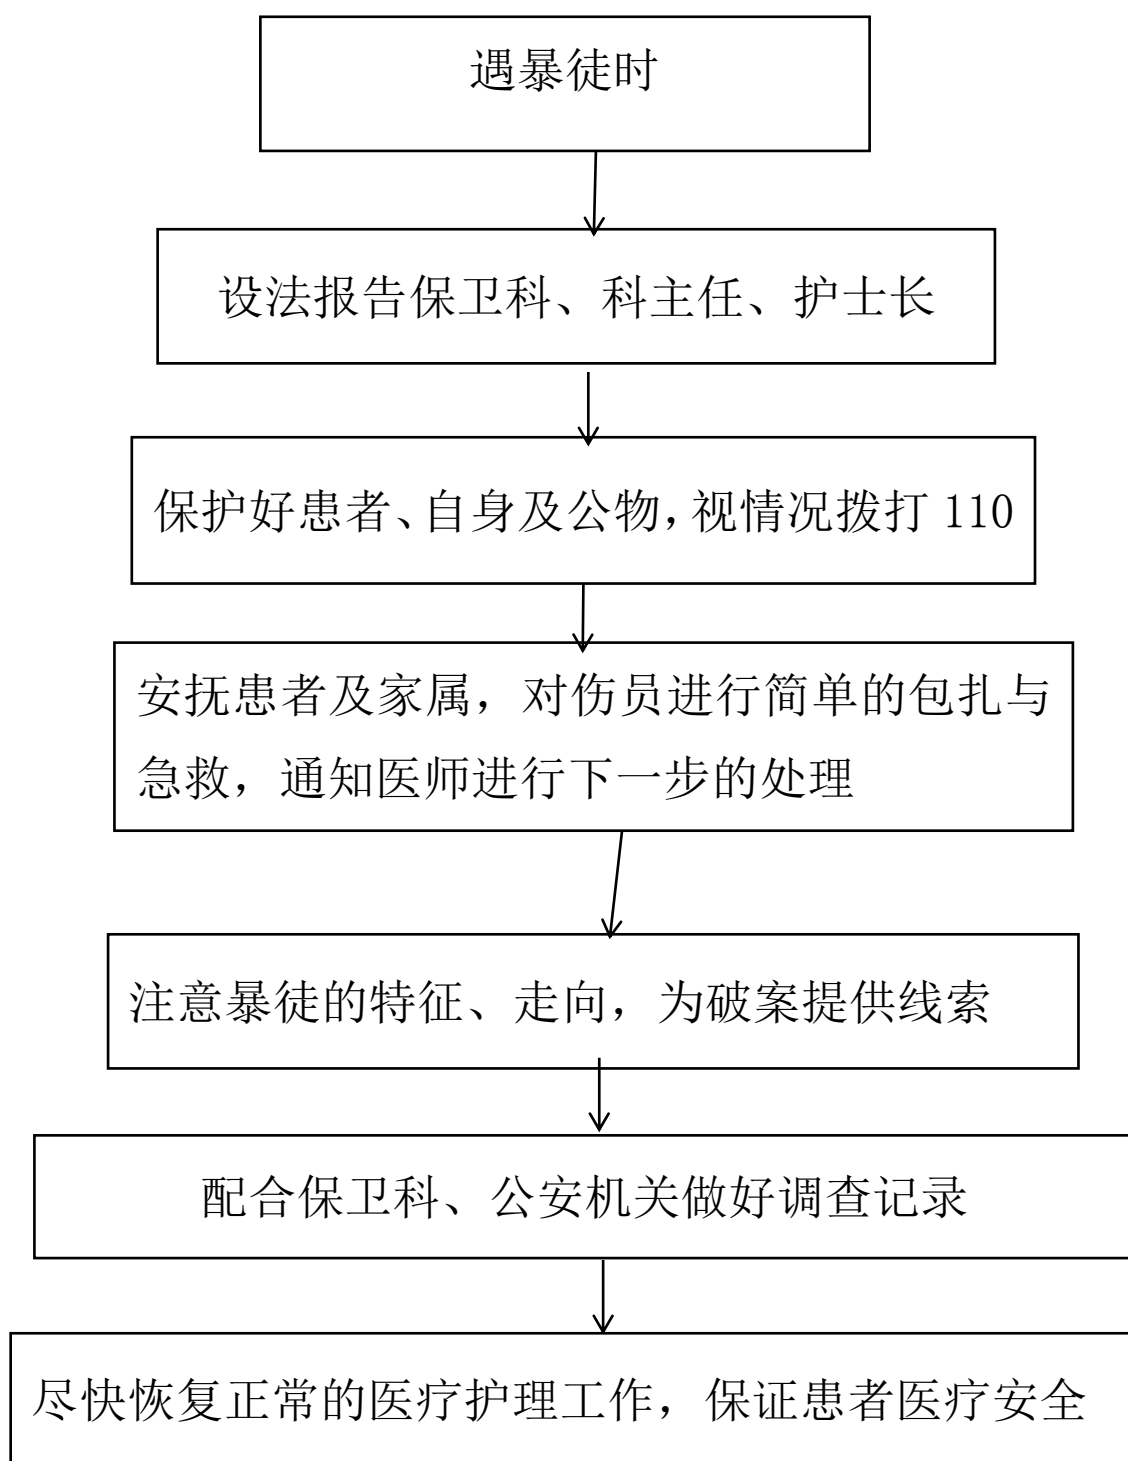 遇暴徒时
设法报告保卫科、科主任、护士长
保护好患者、自身及公物，视情况拨打 110
安抚患者及家属，对伤员进行简单的包扎与
急救，通知医师进行下一步的处理
注意暴徒的特征、走向，为破案提供线索
配合保卫科、公安机关做好调查记录
尽快恢复正常的医疗护理工作，保证患者医疗安全